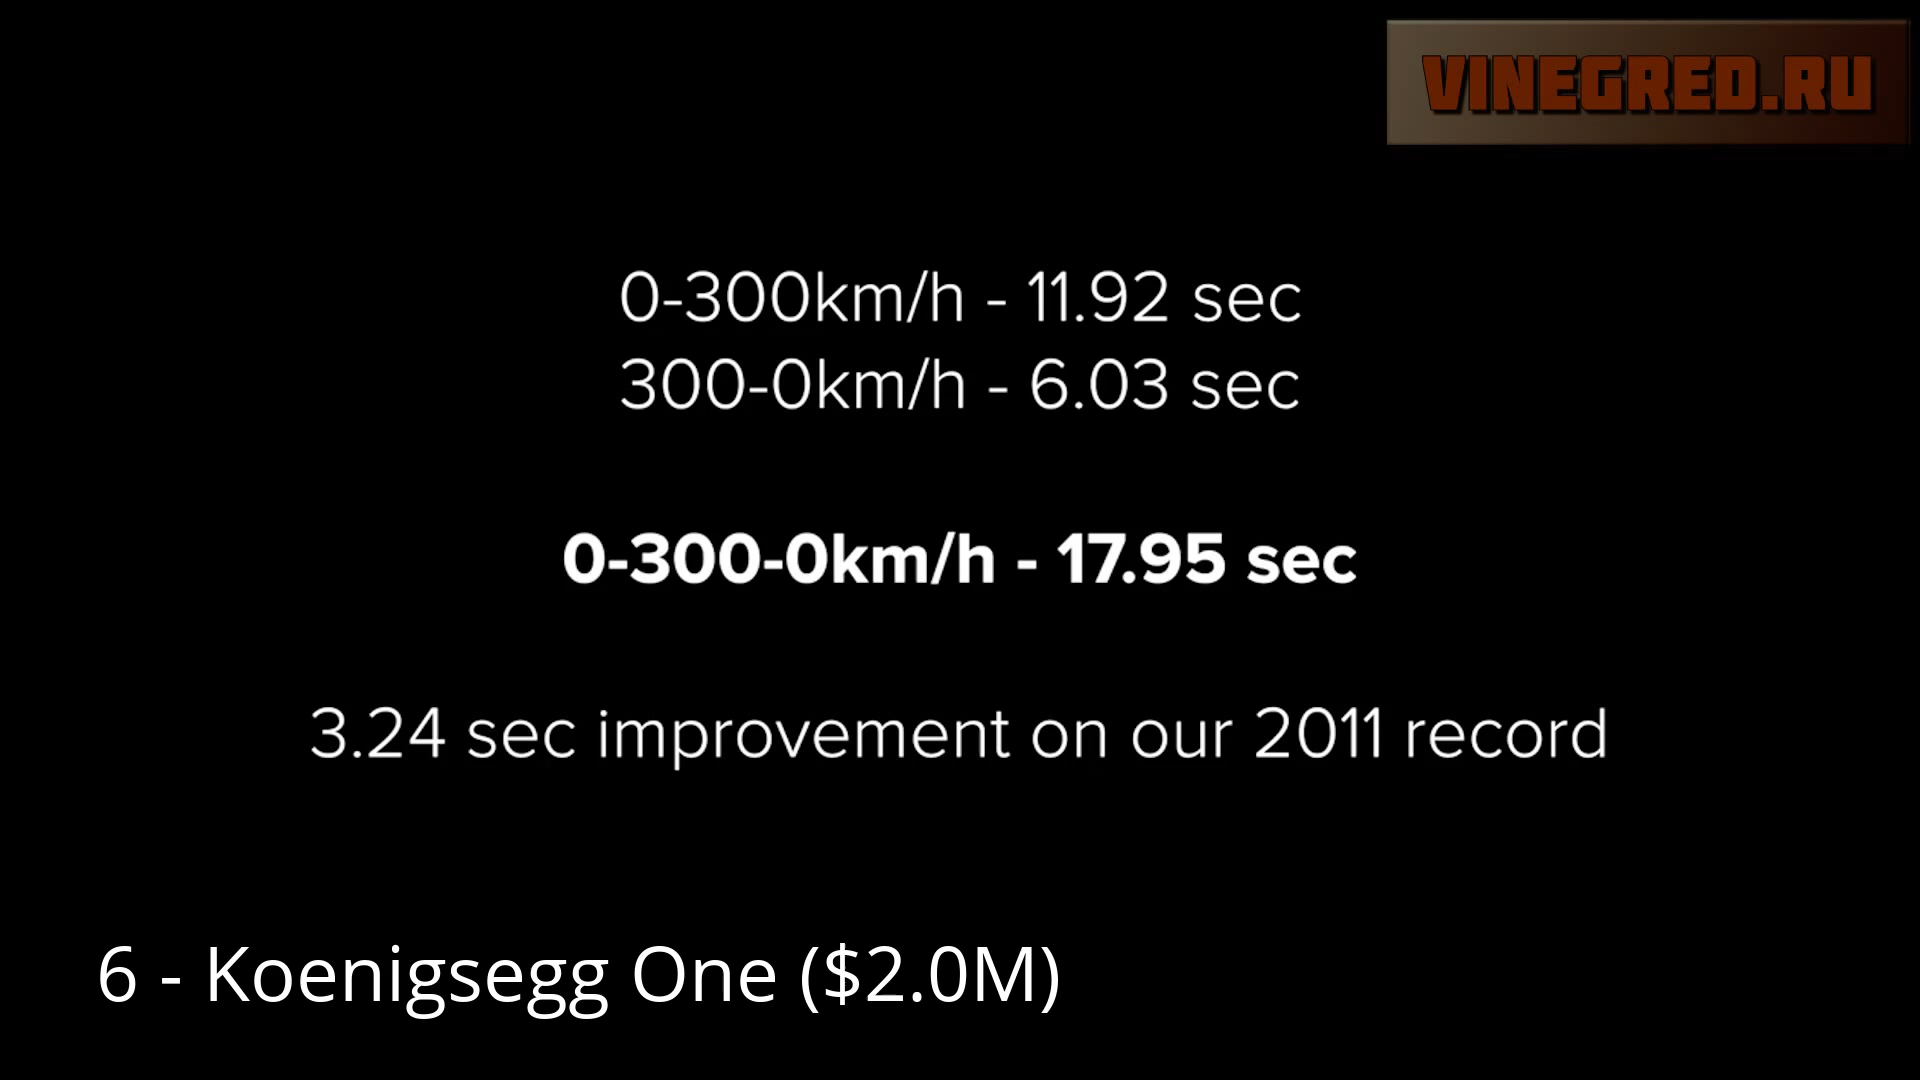 VINEGRED.RU
0-300km/h - 11.92 sec
300-0km/h - 6.03 sec
0-300-0km/h - 17.95 sec
3.24 sec improvement on our 2011 record
6 - Koenigsegg One ($2.0M)